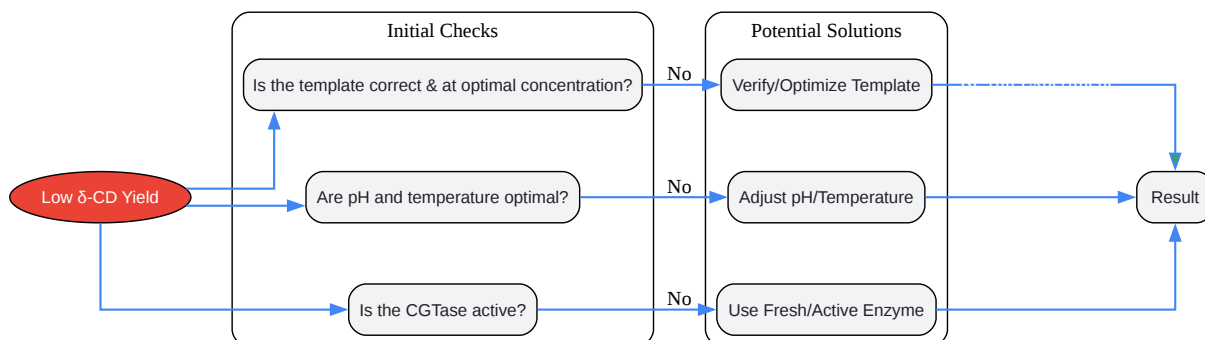 Initial Checks
Potential Solutions
Is the template correct & at optimal concentration?
No
Verify/Optimize Template
Low δ-CD Yield
Are pH and temperature optimal?
No
Adjust pH/Temperature
Result
Is the CGTase active?
No
Use Fresh/Active Enzyme